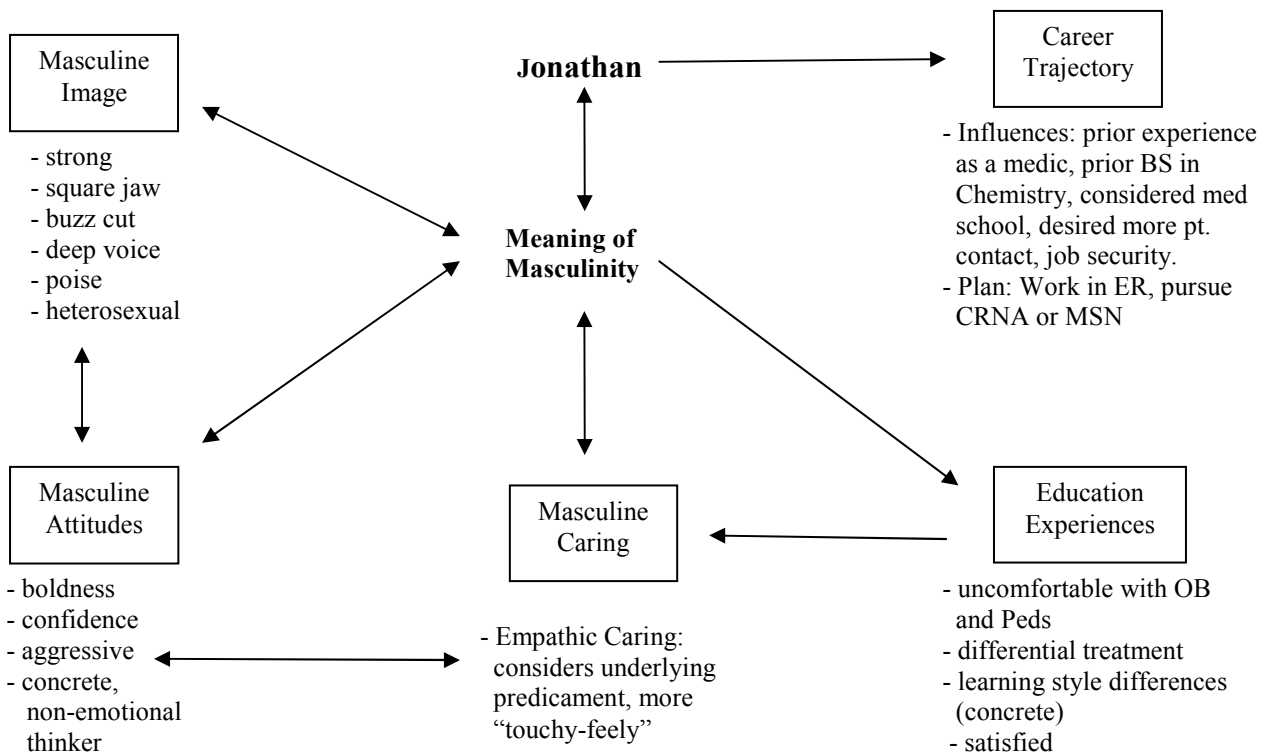 Masculine
Image
- strong
- square jaw
- buzz cut
- deep voice
- poise
- heterosexual
Jonathan
Career
Trajectory
- Influences: prior experience
as a medic, prior BS in
Chemistry, considered med
school, desired more pt.
contact, job security.
- Plan: Work in ER, pursue
CRNA or MSN
Meaning of
Masculinity
Masculine
Attitudes
- boldness
- confidence
- aggressive
- concrete,
non-emotional
thinker
Masculine
Caring
- Empathic Caring:
considers underlying
predicament, more
“touchy-feely”
Education
Experiences
- uncomfortable with OB
and Peds
- differential treatment
- learning style differences
(concrete)
- satisfied